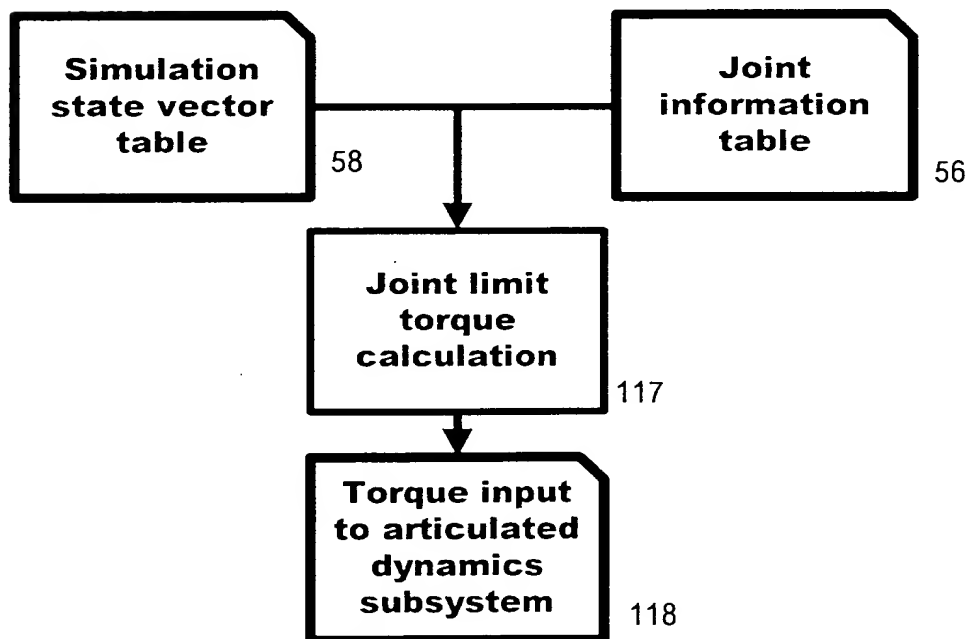 Simulation
state vector
table
58
Joint
information
table
56
Joint limit
torque
calculation
117
Torque input
to articulated
dynamics
subsystem
118